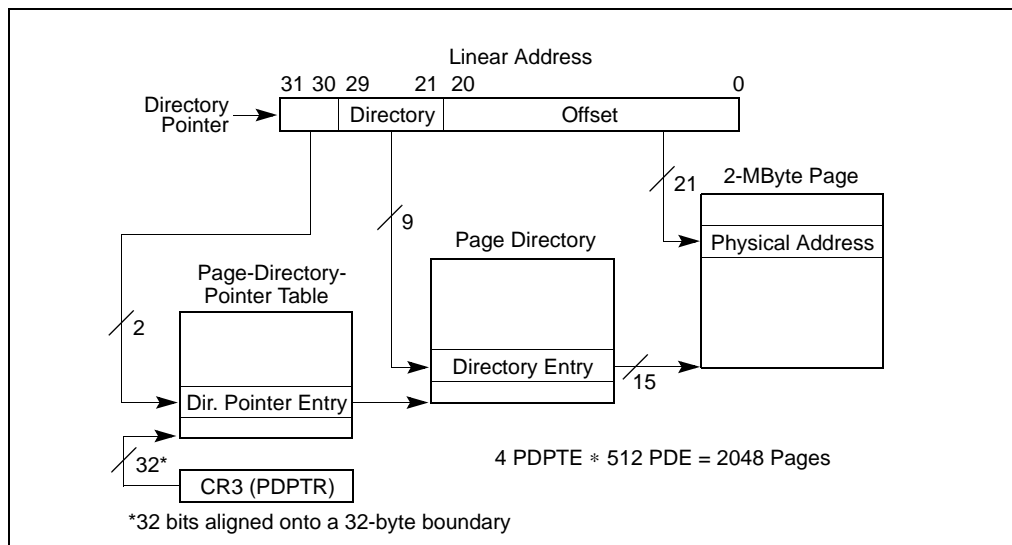 Linear Address
31 30 29 21 20 0
Directory
Pointer
Directory
Offset
21
2-MByte Page
9
Physical Address
Page Directory
Page-Directory-
Pointer Table
2
Directory Entry
15
Dir. Pointer Entry
32*
4 PDPTE * 512 PDE = 2048 Pages
CR3 (PDPTR)
*32 bits aligned onto a 32-byte boundary